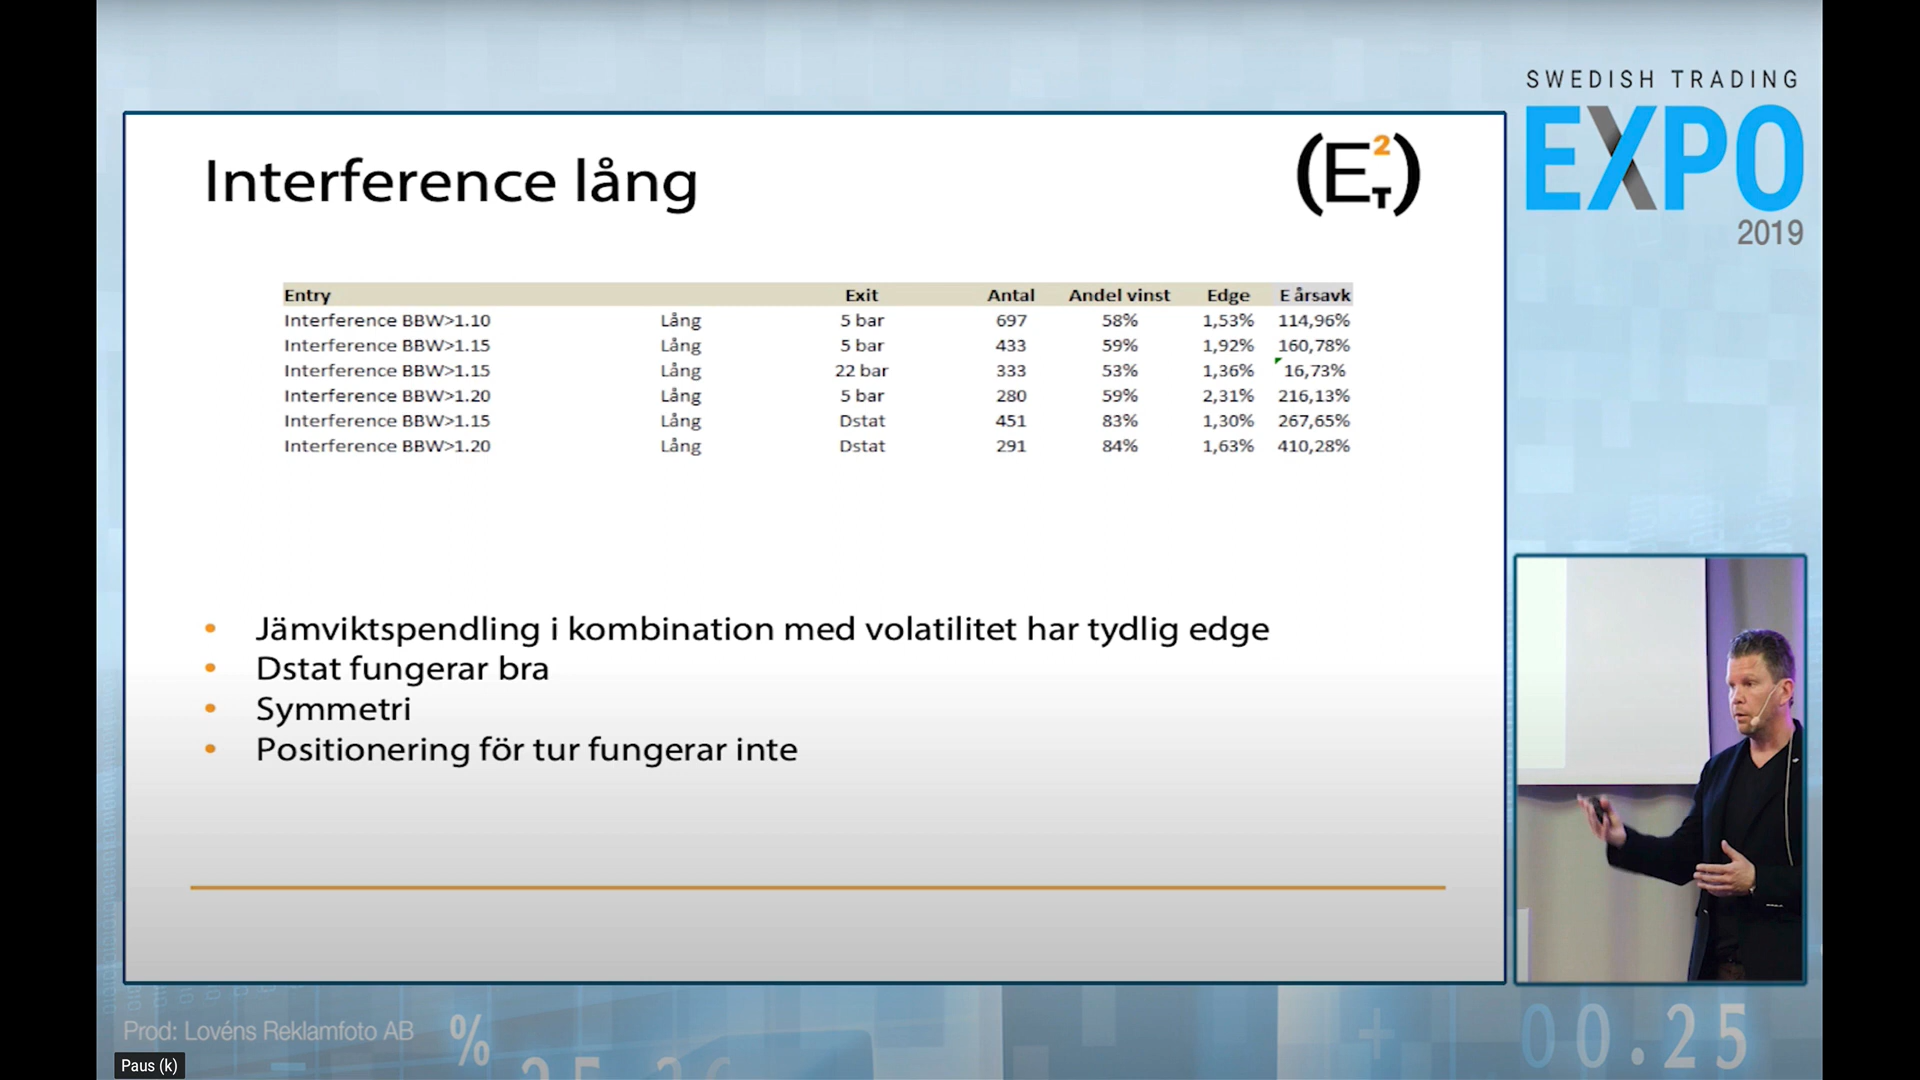 SWEDISH TRADING
EXPO
2019
Interference lång
(E²T)
Entry Exit Antal Andel vinst Edge E årsavk
Interference BBW>1.10 Lång 5 bar 697 58% 1,53% 114,96%
Interference BBW>1.15 Lång 5 bar 433 59% 1,92% 160,78%
Interference BBW>1.15 Lång 22 bar 333 53% 1,36% 16,73%
Interference BBW>1.20 Lång 5 bar 280 59% 2,31% 216,13%
Interference BBW>1.15 Lång Dstat 451 83% 1,30% 267,65%
Interference BBW>1.20 Lång Dstat 291 84% 1,63% 410,28%
• Jämviktspendling i kombination med volatilitet har tydlig edge
• Dstat fungerar bra
• Symmetri
• Positionering för tur fungerar inte
Prod: Lovéns Reklamfoto AB
%
+ 00.25
Paus (k)